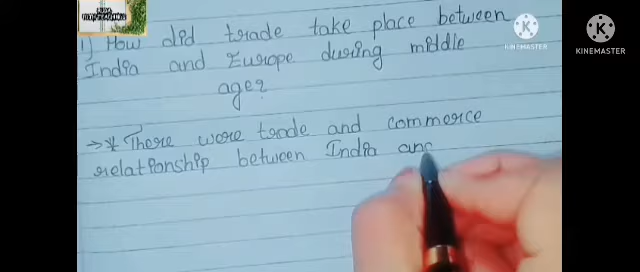 1) How did trade take place between
India and Europe during middle
ages?
→* There were trade and commerce
relationship between India and
KINEMASTER
KINEMASTER